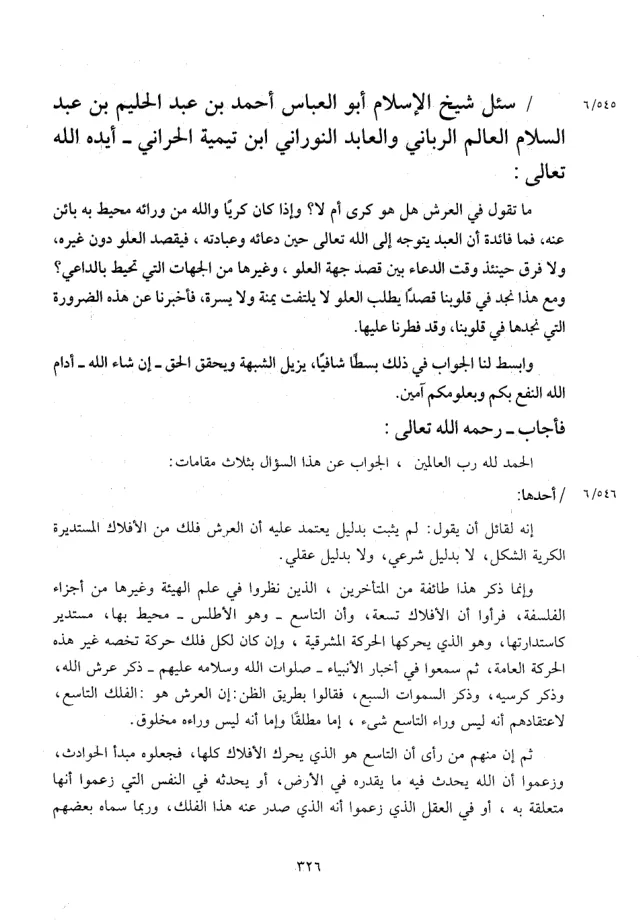 ٦/٥٤٥ / سئل شيخ الإسلام أبو العباس أحمد بن عبد الحليم بن عبد
السلام العالم الرباني والعابد النوراني ابن تيمية الحراني ـ أيده الله
تعالى :
ما تقول في العرش هل هو كرى أم لا؟ وإذا كان كريًا والله من ورائه محيط به بائن
عنه، فما فائدة أن العبد يتوجه إلى الله تعالى حين دعائه وعبادته ، فيقصد العلو دون غيره،
ولا فرق حينئذ وقت الدعاء بين قصد جهة العلو ، وغيرها من الجهات التي تحيط بالداعي؟
ومع هذا نجد في قلوبنا قصدًا يطلب العلو لا يلتفت يمنة ولا يسرة، فأخبرنا عن هذه الضرورة
التي نجدها في قلوبنا، وقد فطرنا عليها.
وابسط لنا الجواب في ذلك بسطًا شافيًا، يزيل الشبهة ويحقق الحق ـ إن شاء الله ـ أدام
الله النفع بكم وبعلومكم آمين.
فأجاب ـ رحمه الله تعالى :
الحمد لله رب العالمين ، الجواب عن هذا السؤال بثلاث مقامات:
٦/٥٤٦ / أحدها:
إنه لقائل أن يقول: لم يثبت بدليل يعتمد عليه أن العرش فلك من الأفلاك المستديرة
الكرية الشكل، لا بدليل شرعي، ولا بدليل عقلي.
وإنما ذكر هذا طائفة من المتأخرين ، الذين نظروا في علم الهيئة وغيرها من أجزاء
الفلسفة، فرأوا أن الأفلاك تسعة، وأن التاسع ـ وهو الأطلس ـ محيط بها، مستدير
كاستدارتها، وهو الذي يحركها الحركة المشرقية ، وإن كان لكل فلك حركة تخصه غير هذه
الحركة العامة، ثم سمعوا في أخبار الأنبياء ـ صلوات الله وسلامه عليهم ـ ذكر عرش الله،
وذكر كرسيه، وذكر السموات السبع، فقالوا بطريق الظن: إن العرش هو :الفلك التاسع،
لاعتقادهم أنه ليس وراء التاسع شىء ، إما مطلقًا وإما أنه ليس وراءه مخلوق.
ثم إن منهم من رأى أن التاسع هو الذي يحرك الأفلاك كلها، فجعلوه مبدأ الحوادث،
وزعموا أن الله يحدث فيه ما يقدره في الأرض، أو يحدثه في النفس التي زعموا أنها
متعلقة به ، أو في العقل الذي زعموا أنه الذي صدر عنه هذا الفلك، وربما سماه بعضهم
٣٢٦